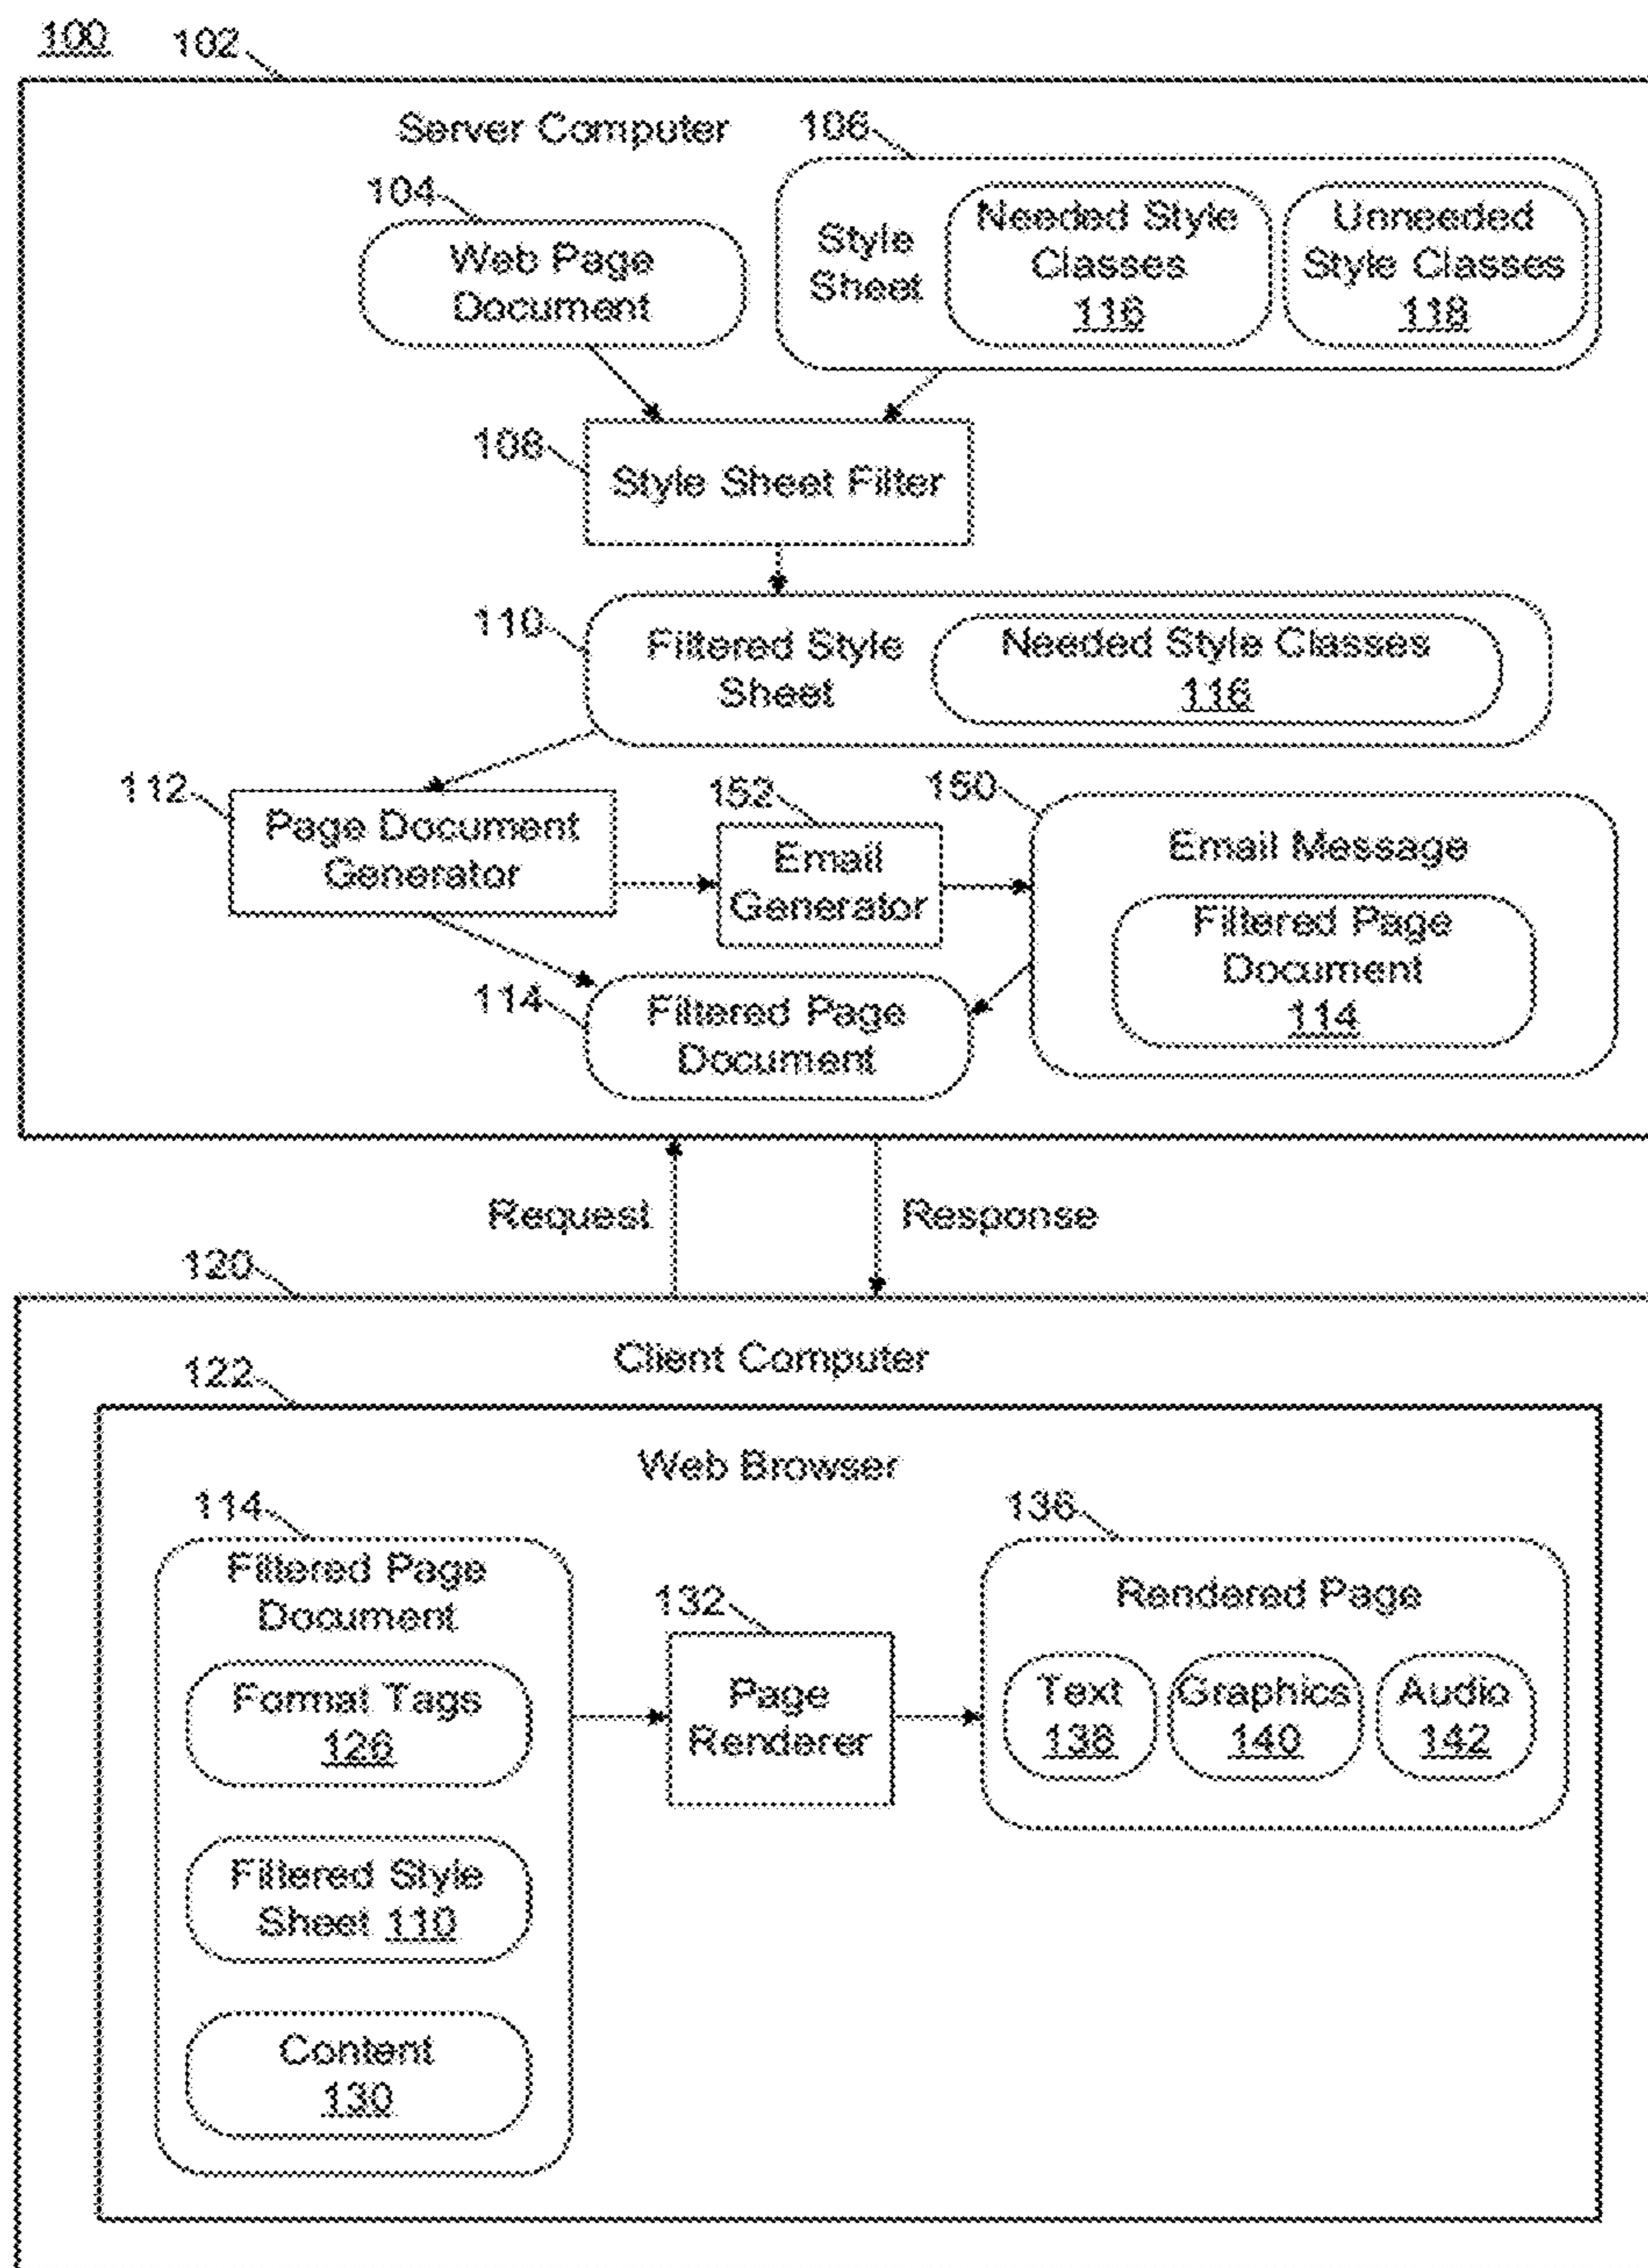 100
102
Server Computer
104
Web Page
Document
106
Style
Sheet
Needed Style
Classes
116
Unneeded
Style Classes
118
108
Style Sheet Filter
110
Filtered Style
Sheet
Needed Style Classes
116
112
Page Document
Generator
152
Email
Generator
150
Email Message
Filtered Page
Document
114
114
Filtered Page
Document
Request
Response
120
Client Computer
122
Web Browser
114
Filtered Page
Document
Format Tags
126
Filtered Style
Sheet 110
Content
130
132
Page
Renderer
136
Rendered Page
Text
138
Graphics
140
Audio
142